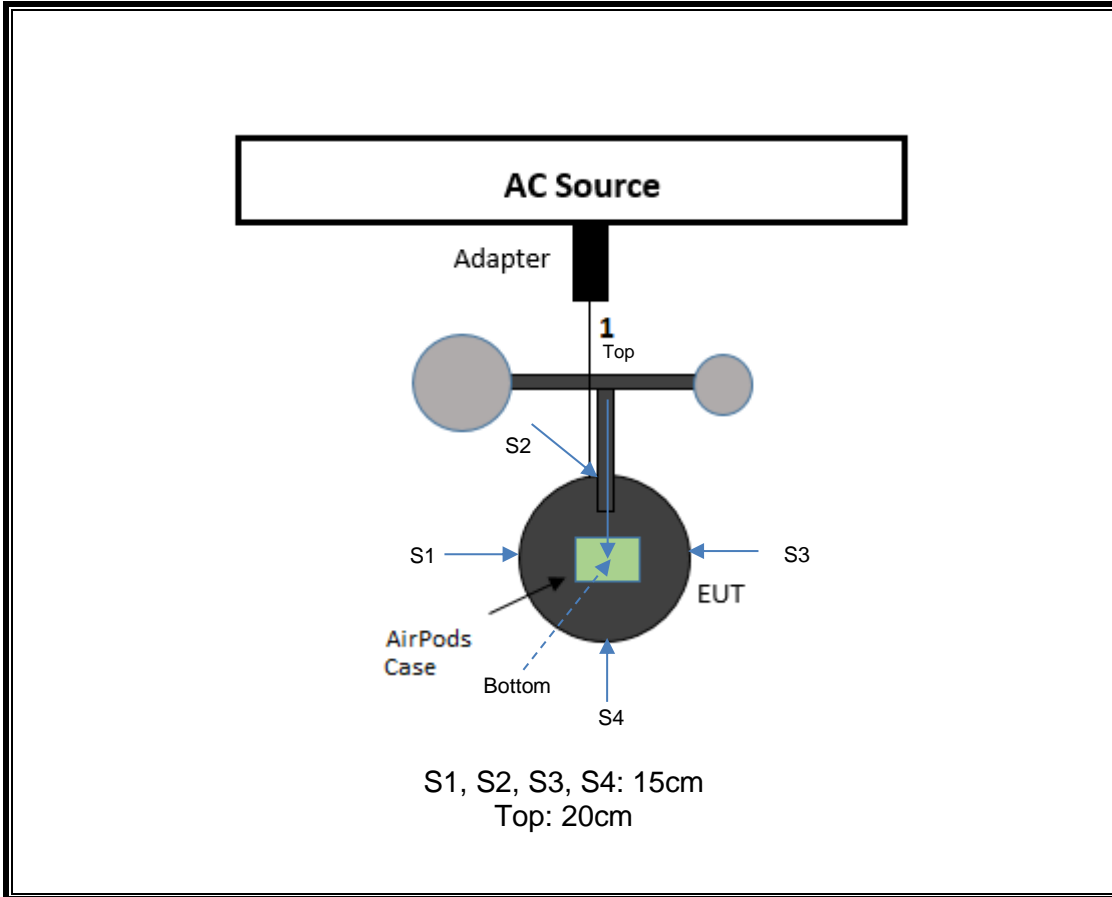 AC Source
Adapter
1
Top
S2
S1
S3
EUT
AirPods
Case
Bottom
S4
S1, S2, S3, S4: 15cm
Top: 20cm